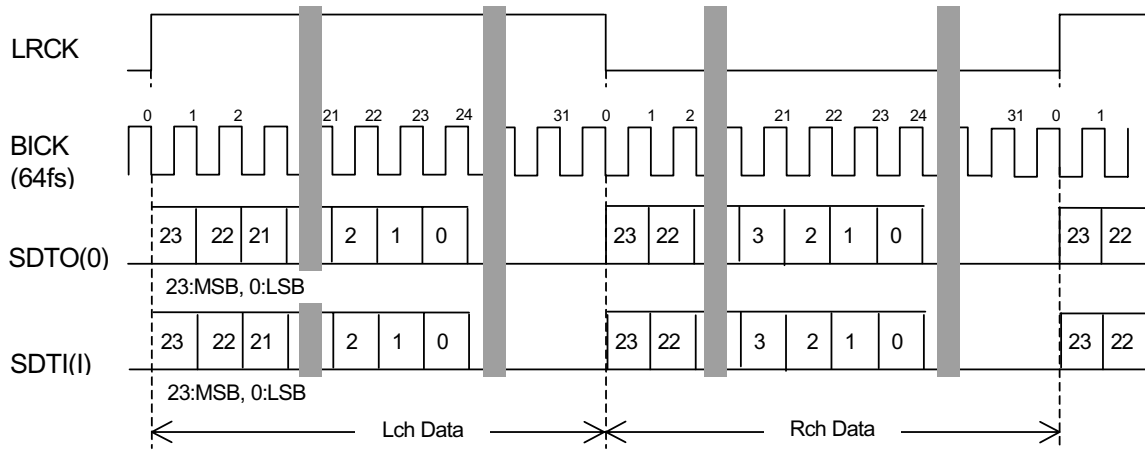 LRCK
0 1 2 21 22 23 24 31 0 1 2 21 22 23 24 31 0 1
BICK
(64fs)
23 22 21 2 1 0 23 22 3 2 1 0 23 22
SDTO(0)
23:MSB, 0:LSB
23 22 21 2 1 0 23 22 3 2 1 0 23 22
SDTI(I)
23:MSB, 0:LSB
Lch Data Rch Data